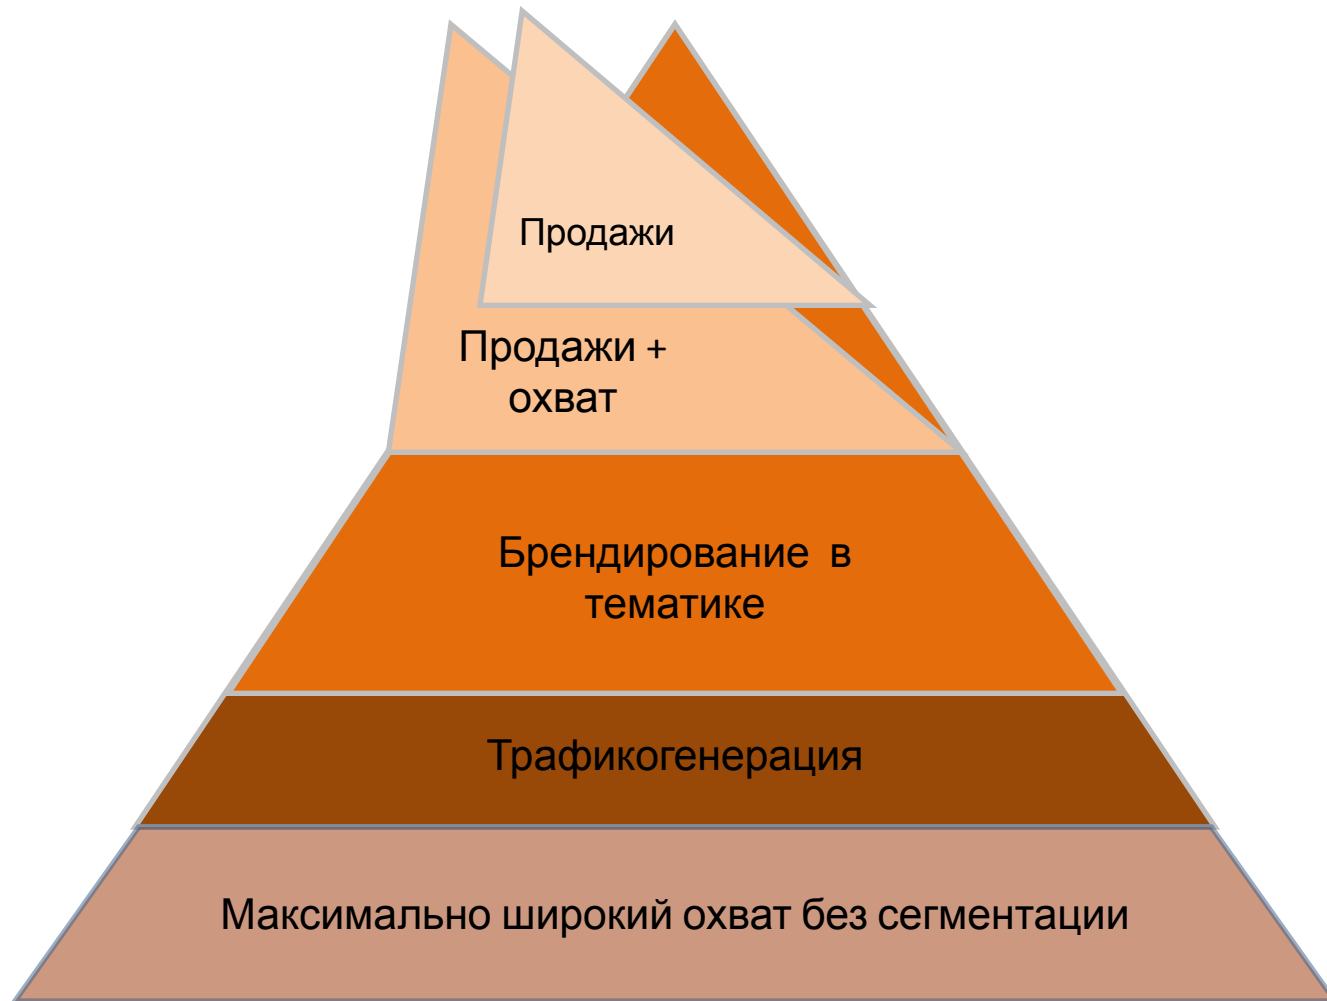 Продажи
Продажи +
охват
Брендирование в
тематике
Трафикогенерация
Максимально широкий охват без сегментации